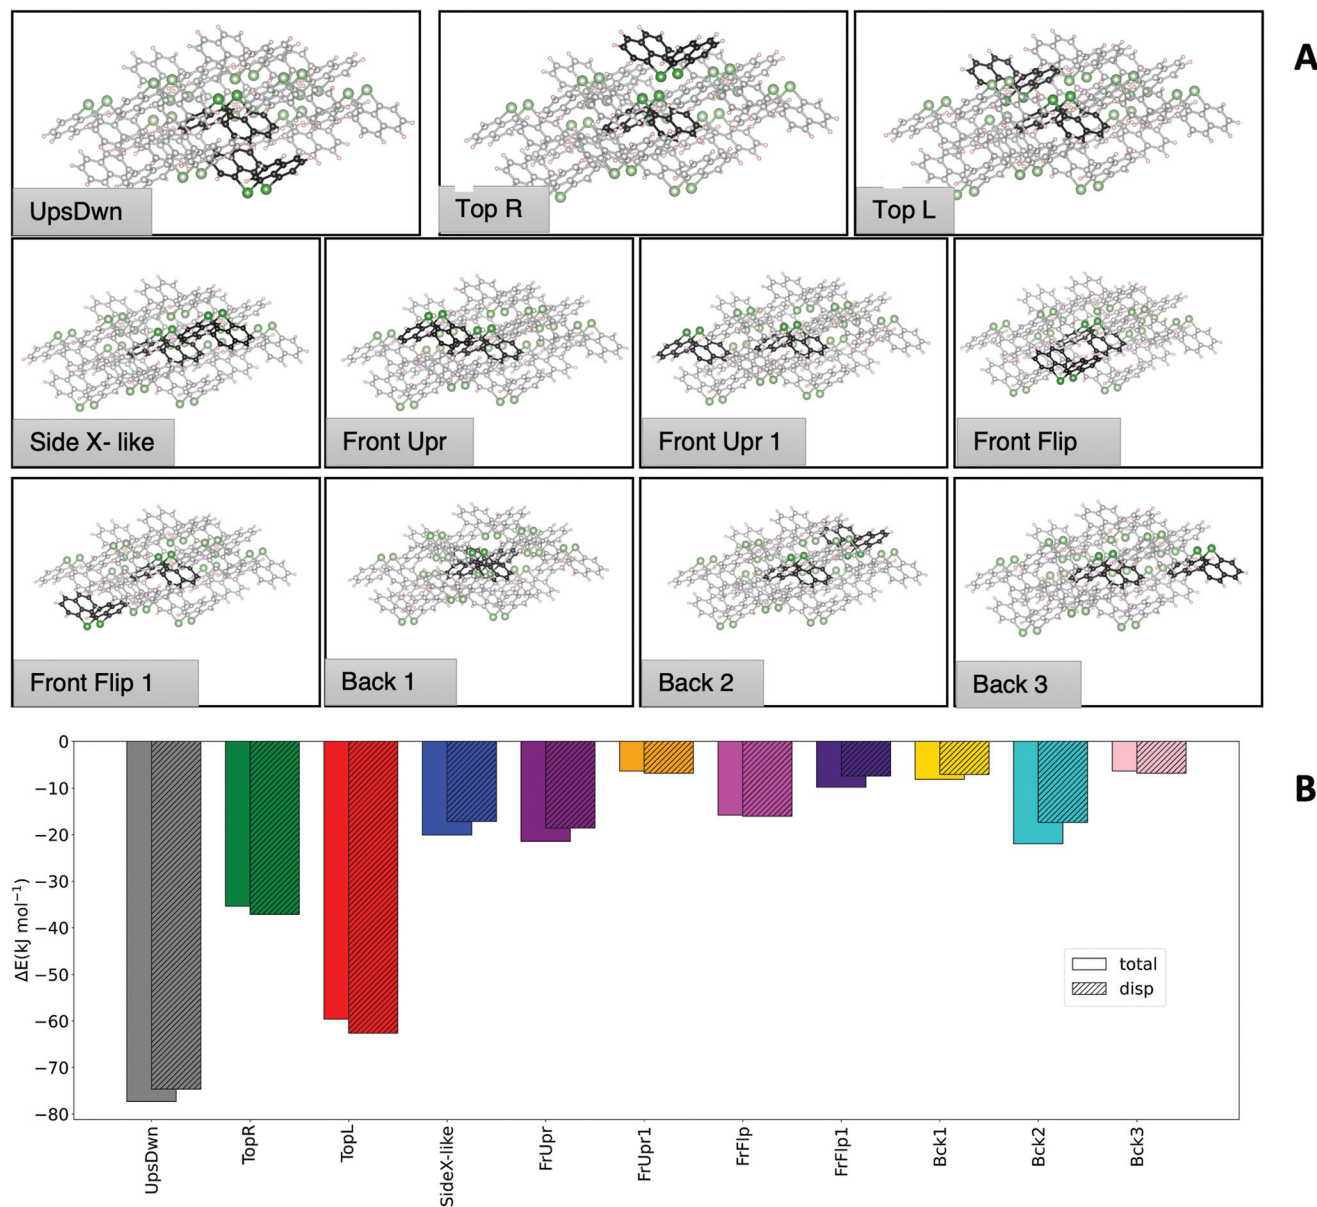 A
UpsDwn
Top R
Top L
Side X- like
Front Upr
Front Upr 1
Front Flip
Front Flip 1
Back 1
Back 2
Back 3
B
0
−10
−20
−30
−40
−50
−60
−70
−80
ΔE(kJ mol⁻¹)
total
disp
UpsDwn
TopR
TopL
SideX-like
FrUpr
FrUpr1
FrFlp
FrFlp1
Bck1
Bck2
Bck3